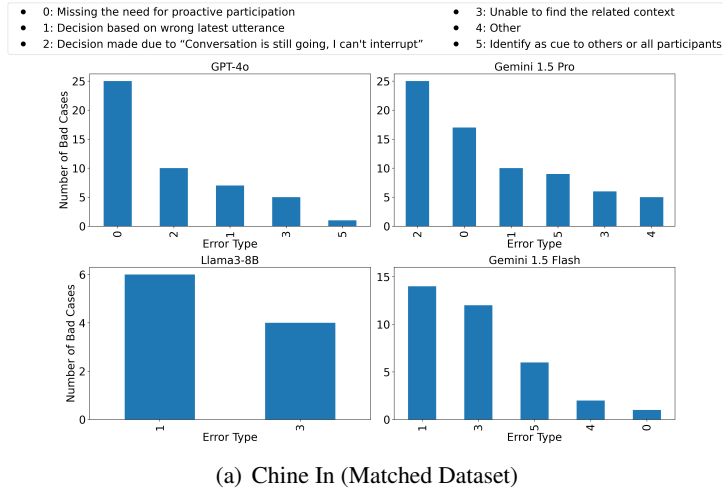 • 0: Missing the need for proactive participation
• 1: Decision based on wrong latest utterance
• 2: Decision made due to “Conversation is still going, I can't interrupt”
• 3: Unable to find the related context
• 4: Other
• 5: Identify as cue to others or all participants
GPT-4o
Number of Bad Cases
25
20
15
10
5
0
0 2 1 3 5
Error Type
Gemini 1.5 Pro
25
20
15
10
5
0
2 0 1 5 3 4
Error Type
Llama3-8B
Number of Bad Cases
6
4
2
0
1 3
Error Type
Gemini 1.5 Flash
15
10
5
0
1 3 5 4 0
Error Type
(a) Chine In (Matched Dataset)